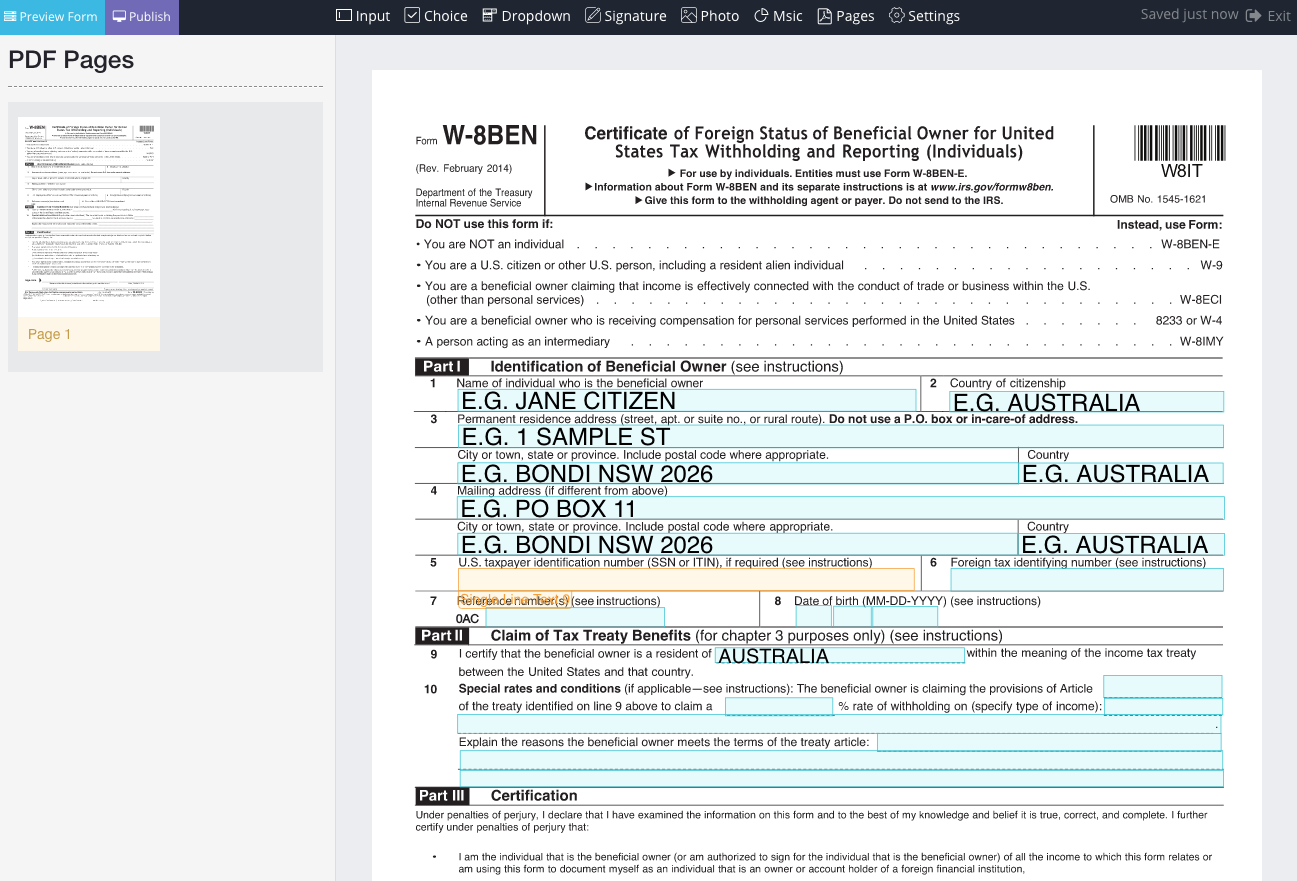 Preview Form Publish Input Choice Dropdown Signature Photo Msic Pages Settings Saved just now Exit
PDF Pages
Page 1
Form W-8BEN
(Rev. February 2014)
Department of the Treasury
Internal Revenue Service
Certificate of Foreign Status of Beneficial Owner for United
States Tax Withholding and Reporting (Individuals)
▶ For use by individuals. Entities must use Form W-8BEN-E.
▶ Information about Form W-8BEN and its separate instructions is at www.irs.gov/formw8ben.
▶ Give this form to the withholding agent or payer. Do not send to the IRS.
W8IT
OMB No. 1545-1621
Do NOT use this form if: Instead, use Form:
• You are NOT an individual . . . . . . . . . . . . . . . . . . . . . . . . . . . . W-8BEN-E
• You are a U.S. citizen or other U.S. person, including a resident alien individual . . . . . . . . . . . . . . . . W-9
• You are a beneficial owner claiming that income is effectively connected with the conduct of trade or business within the U.S.
(other than personal services) . . . . . . . . . . . . . . . . . . . . . . . . . . . . W-8ECI
• You are a beneficial owner who is receiving compensation for personal services performed in the United States . . . . . . . 8233 or W-4
• A person acting as an intermediary . . . . . . . . . . . . . . . . . . . . . . . . . . W-8IMY
Part I Identification of Beneficial Owner (see instructions)
1 Name of individual who is the beneficial owner 2 Country of citizenship
E.G. JANE CITIZEN E.G. AUSTRALIA
3 Permanent residence address (street, apt. or suite no., or rural route). Do not use a P.O. box or in-care-of address.
E.G. 1 SAMPLE ST
City or town, state or province. Include postal code where appropriate. Country
E.G. BONDI NSW 2026 E.G. AUSTRALIA
4 Mailing address (if different from above)
E.G. PO BOX 11
City or town, state or province. Include postal code where appropriate. Country
E.G. BONDI NSW 2026 E.G. AUSTRALIA
5 U.S. taxpayer identification number (SSN or ITIN), if required (see instructions) 6 Foreign tax identifying number (see instructions)
7 Reference number(s) (see instructions) 8 Date of birth (MM-DD-YYYY) (see instructions)
0AC
Part II Claim of Tax Treaty Benefits (for chapter 3 purposes only) (see instructions)
9 I certify that the beneficial owner is a resident of AUSTRALIA within the meaning of the income tax treaty
between the United States and that country.
10 Special rates and conditions (if applicable—see instructions): The beneficial owner is claiming the provisions of Article
of the treaty identified on line 9 above to claim a % rate of withholding on (specify type of income):
.
Explain the reasons the beneficial owner meets the terms of the treaty article:
Part III Certification
Under penalties of perjury, I declare that I have examined the information on this form and to the best of my knowledge and belief it is true, correct, and complete. I further
certify under penalties of perjury that:
• I am the individual that is the beneficial owner (or am authorized to sign for the individual that is the beneficial owner) of all the income to which this form relates or
am using this form to document myself as an individual that is an owner or account holder of a foreign financial institution,